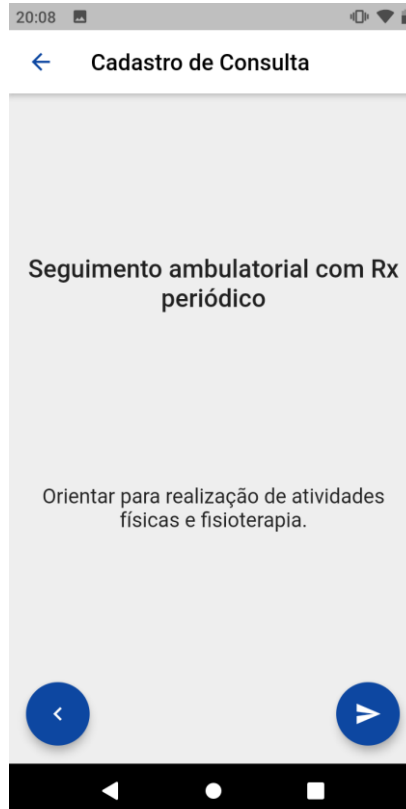 20:08
Cadastro de Consulta
Seguimento ambulatorial com Rx
periódico
Orientar para realização de atividades
físicas e fisioterapia.